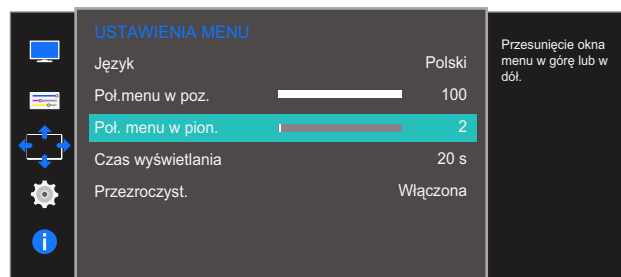 USTAWIENIA MENU
Język Polski
Poł.menu w poz. 100
Poł. menu w pion. 2
Czas wyświetlania 20 s
Przezroczyst. Włączona
Przesunięcie okna
menu w górę lub w
dół.